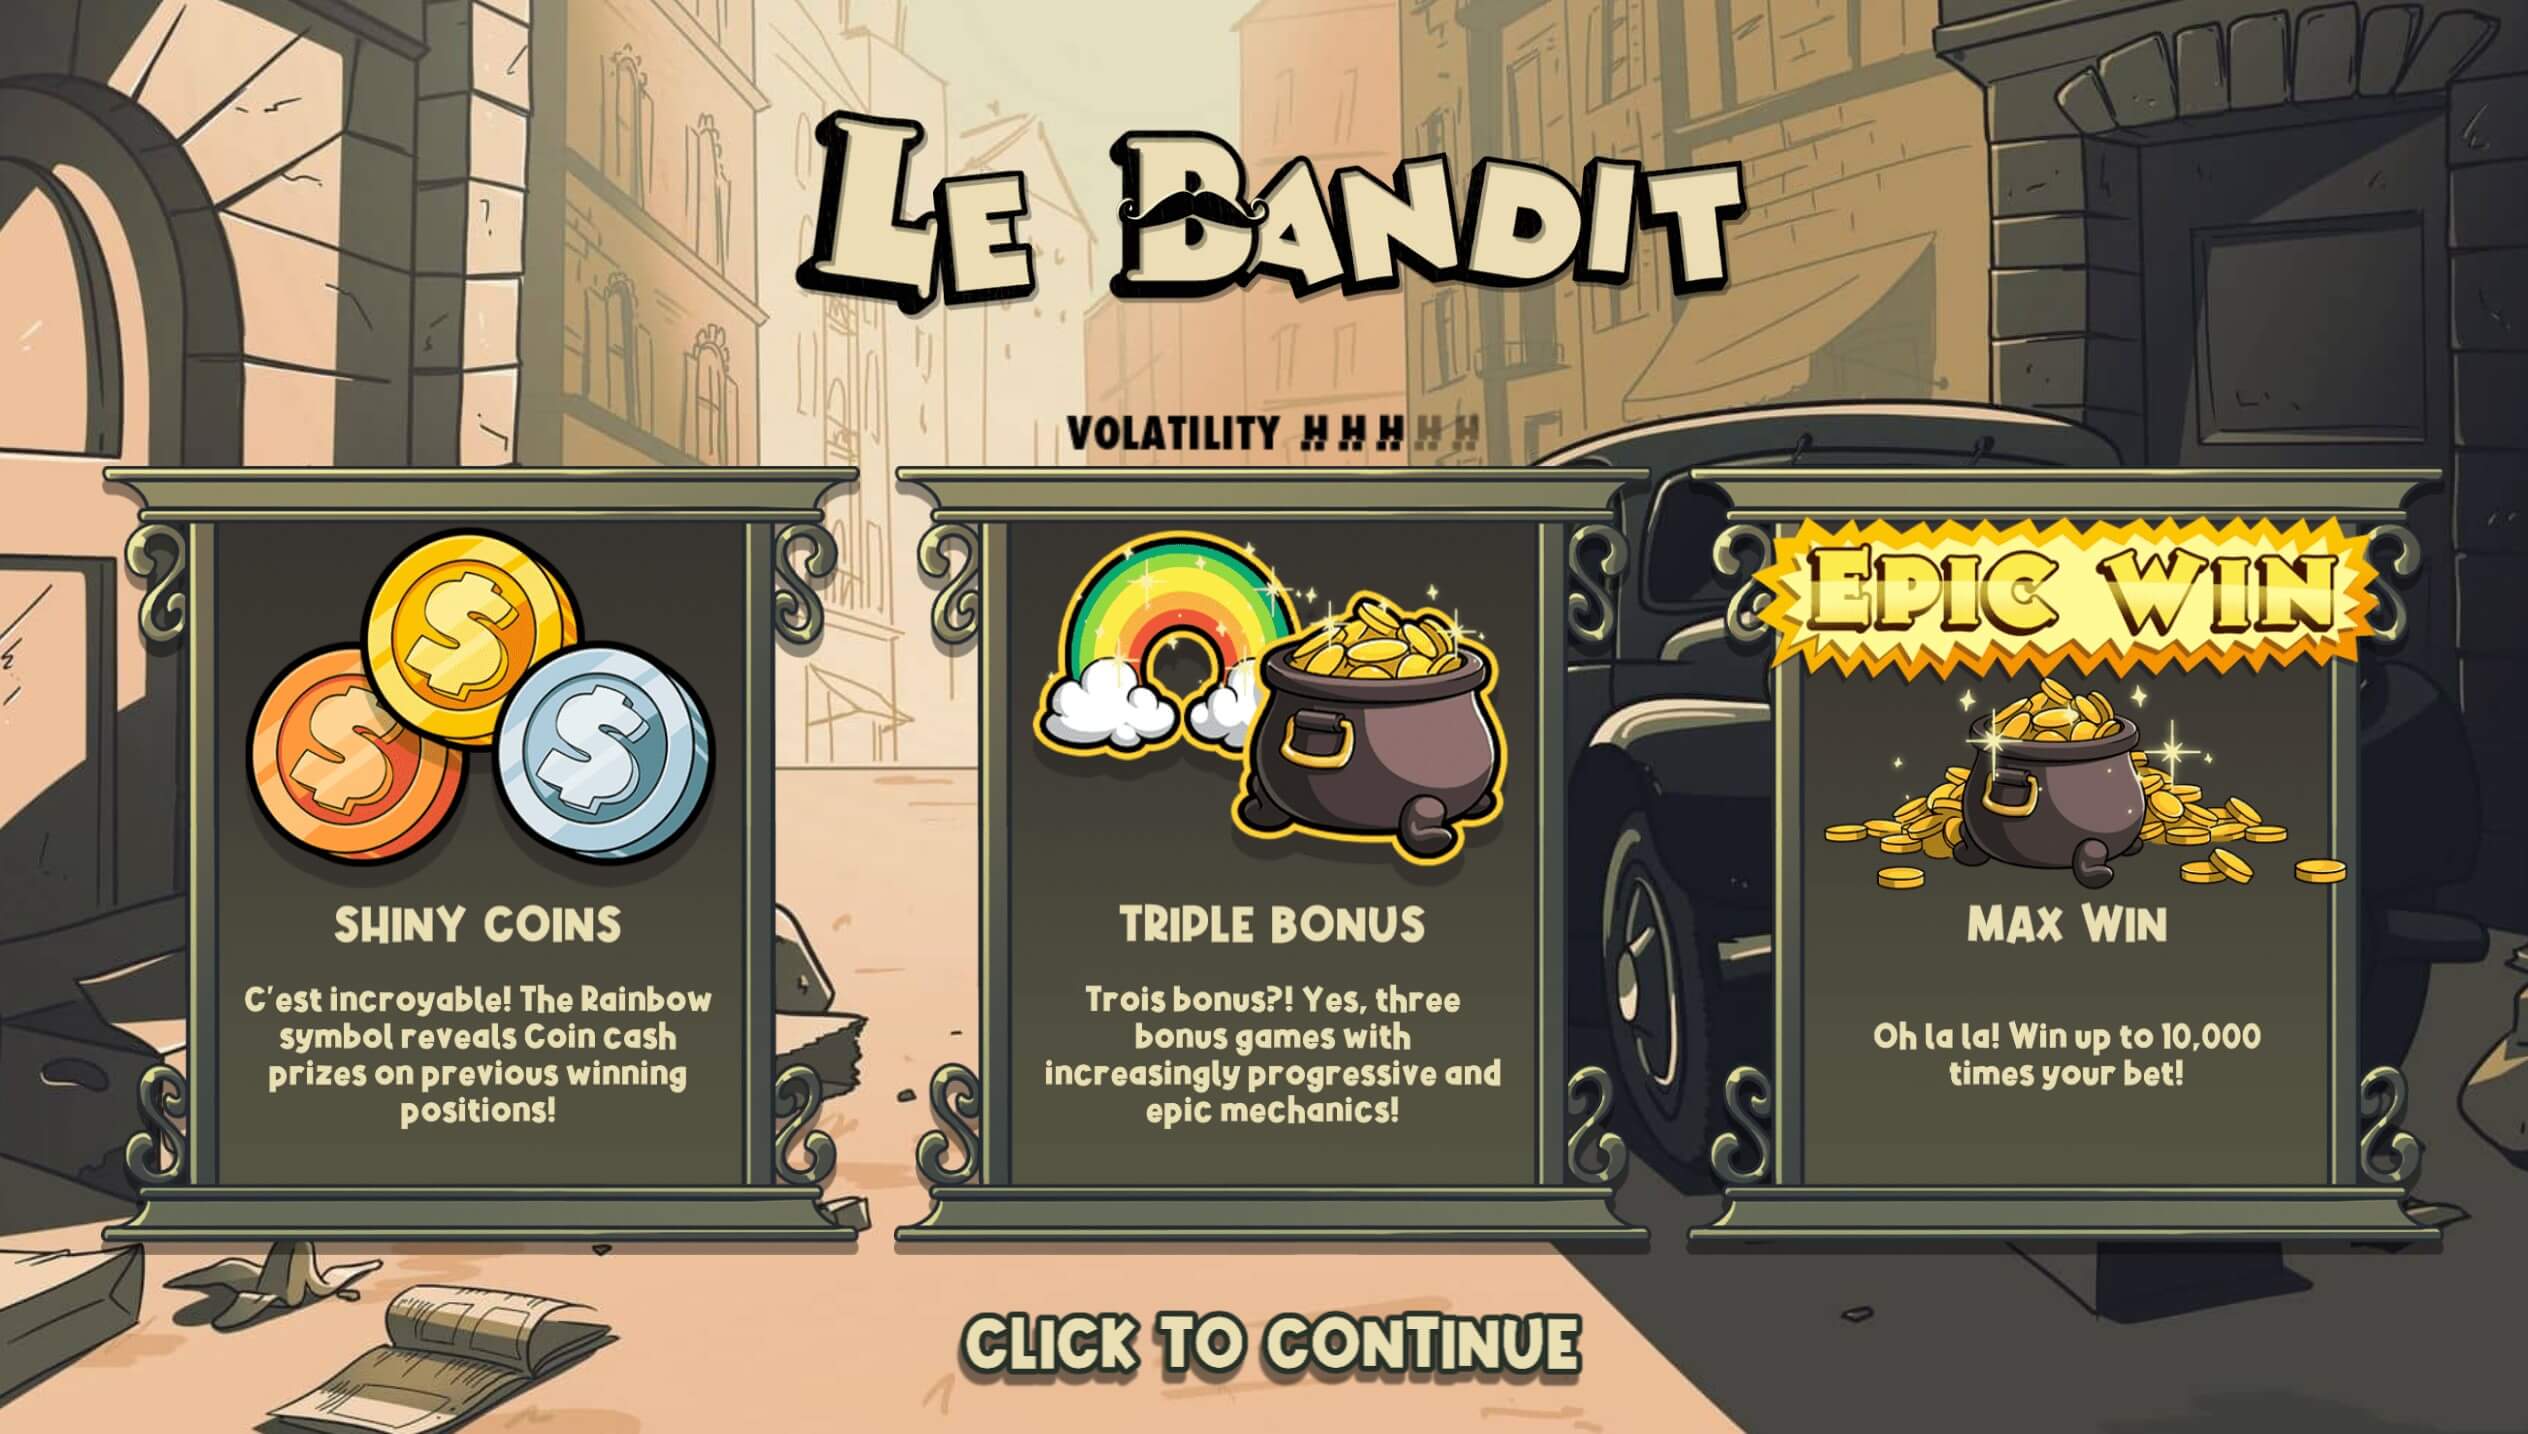 LE BANDIT
VOLATILITY
EPIC WIN
SHINY COINS
C'est incroyable! The Rainbow
symbol reveals Coin cash
prizes on previous winning
positions!
TRIPLE BONUS
Trois bonus?! Yes, three
bonus games with
increasingly progressive and
epic mechanics!
MAX WIN
Oh la la! Win up to 10,000
times your bet!
CLICK TO CONTINUE